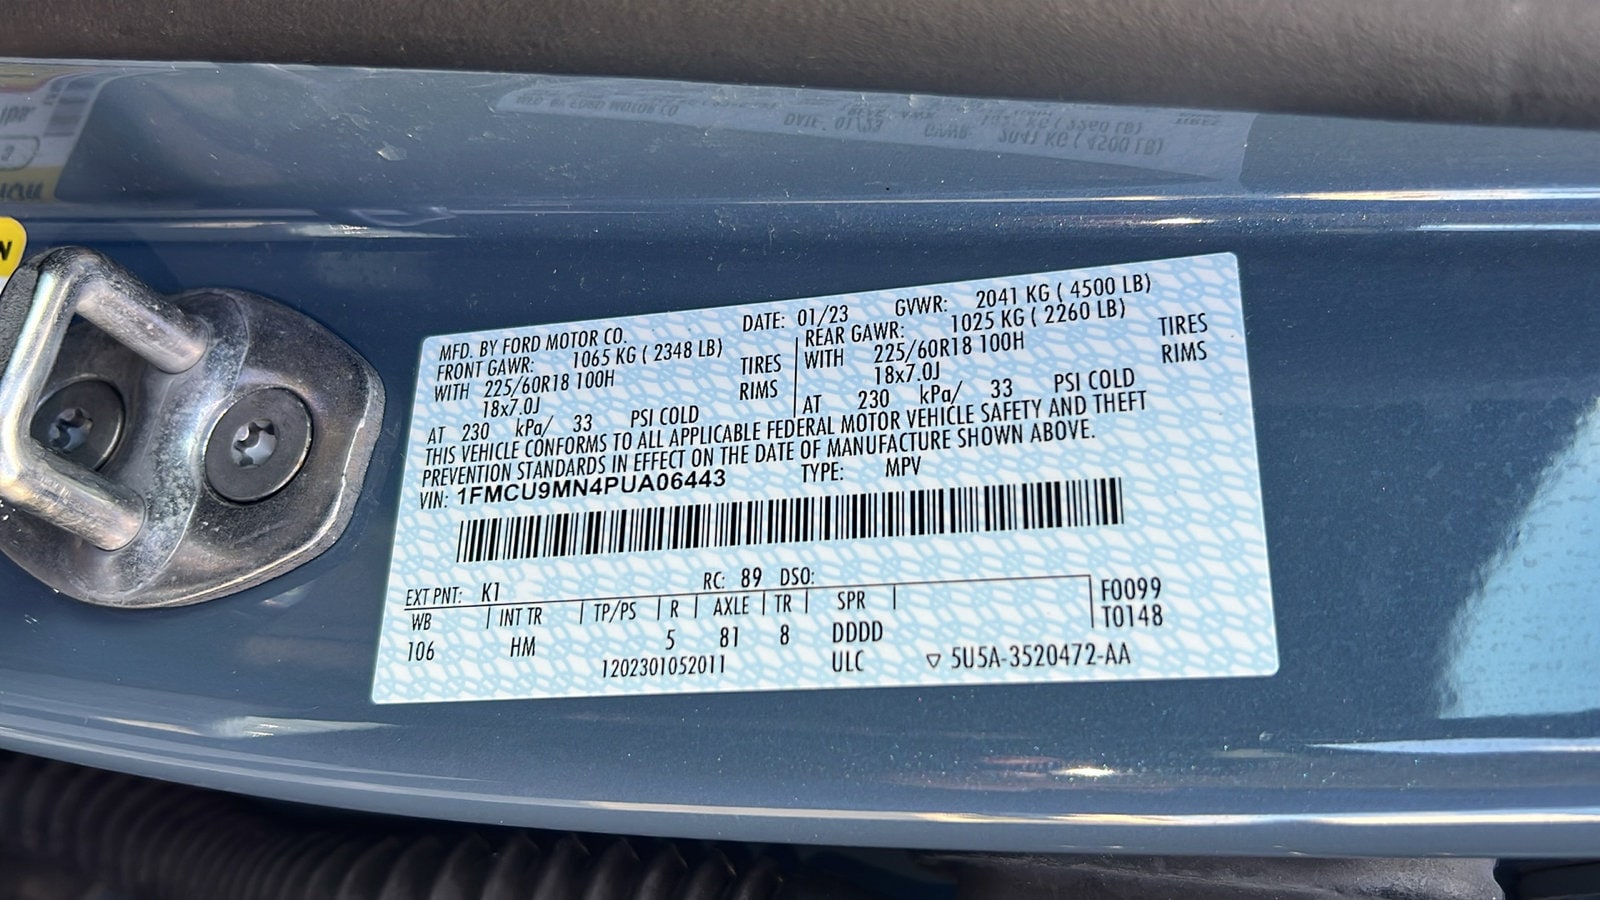 MFD. BY FORD MOTOR CO. DATE: 01/23 GVWR: 2041 KG ( 4500 LB)
FRONT GAWR: 1065 KG ( 2348 LB) REAR GAWR: 1025 KG ( 2260 LB)
WITH 225/60R18 100H TIRES WITH 225/60R18 100H TIRES
18x7.0J RIMS 18x7.0J RIMS
AT 230 kPa/ 33 PSI COLD AT 230 kPa/ 33 PSI COLD
THIS VEHICLE CONFORMS TO ALL APPLICABLE FEDERAL MOTOR VEHICLE SAFETY AND THEFT
PREVENTION STANDARDS IN EFFECT ON THE DATE OF MANUFACTURE SHOWN ABOVE.
VIN: 1FMCU9MN4PUA06443 TYPE: MPV
EXT PNT: K1 RC: 89 DSO:
WB INT TR TP/PS R AXLE TR SPR F0099
106 HM 5 81 8 DDDD T0148
1202301052011 ULC 5U5A-3520472-AA